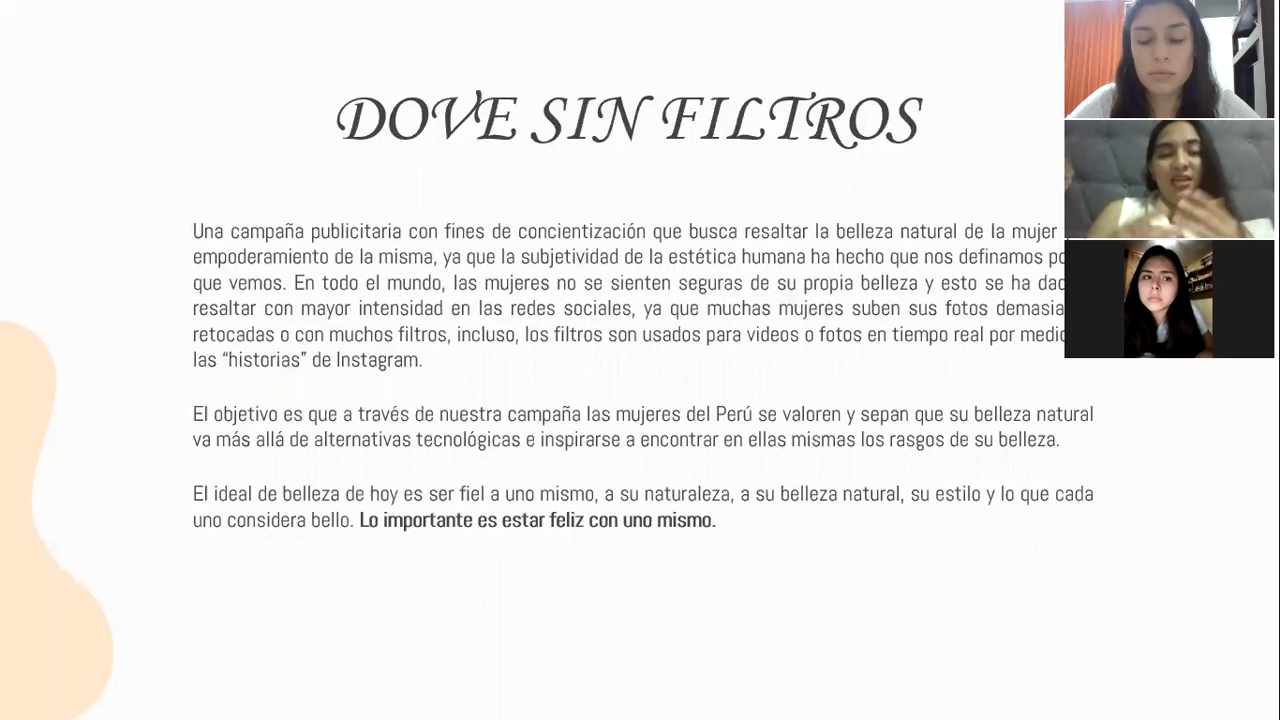 DOVE SIN FILTROS
Una campaña publicitaria con fines de concientización que busca resaltar la belleza natural de la mujer
empoderamiento de la misma, ya que la subjetividad de la estética humana ha hecho que nos definamos
que vemos. En todo el mundo, las mujeres no se sienten seguras de su propia belleza y esto se ha
resaltar con mayor intensidad en las redes sociales, ya que muchas mujeres suben sus fotos
retocadas o con muchos filtros, incluso, los filtros son usados para videos o fotos en tiempo real por
las “historias” de Instagram.
El objetivo es que a través de nuestra campaña las mujeres del Perú se valoren y sepan que su belleza natural
va más allá de alternativas tecnológicas e inspirarse a encontrar en ellas mismas los rasgos de su belleza.
El ideal de belleza de hoy es ser fiel a uno mismo, a su naturaleza, a su belleza natural, su estilo y lo que cada
uno considera bello. Lo importante es estar feliz con uno mismo.